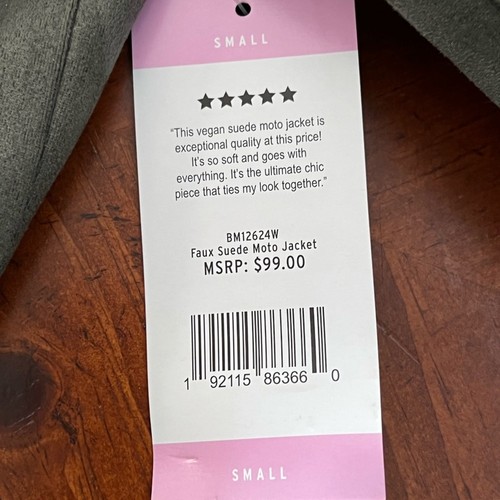 SMALL
★★★★★
“This vegan suede moto jacket is
exceptional quality at this price!
It's so soft and goes with
everything. It's the ultimate chic
piece that ties my look together.”
BM12624W
Faux Suede Moto Jacket
MSRP: $99.00
1 92115 86366 0
SMALL